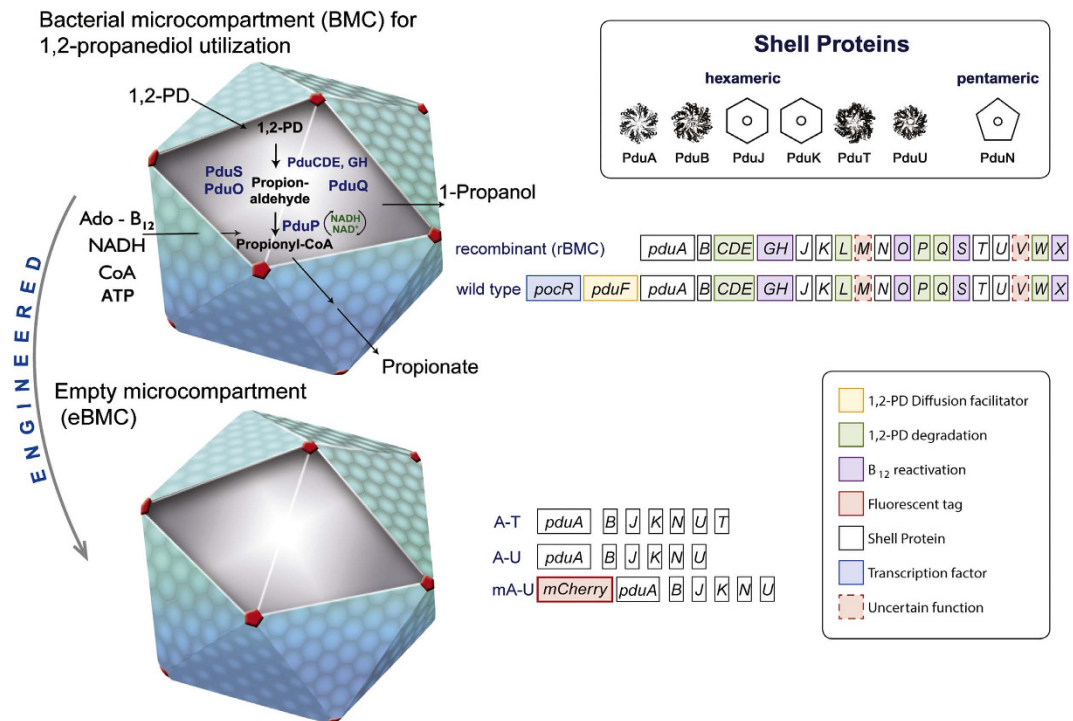 Bacterial microcompartment (BMC) for
1,2-propanediol utilization
1,2-PD
1,2-PD
PduCDE, GH
PduS
PduO
Propion-
aldehyde
PduQ
1-Propanol
PduP
NADH
NAD+
Propionyl-CoA
Ado - B12
NADH
CoA
ATP
Propionate
ENGINEERED
Empty microcompartment
(eBMC)
Shell Proteins
hexameric
pentameric
PduA PduB PduJ PduK PduT PduU PduN
recombinant (rBMC) pduA B CDE GH J K L M N O P Q S T U V W X
wild type pocR pduF pduA B CDE GH J K L M N O P Q S T U V W X
A-T pduA B J K N U T
A-U pduA B J K N U
mA-U mCherry pduA B J K N U
1,2-PD Diffusion facilitator
1,2-PD degradation
B12 reactivation
Fluorescent tag
Shell Protein
Transcription factor
Uncertain function